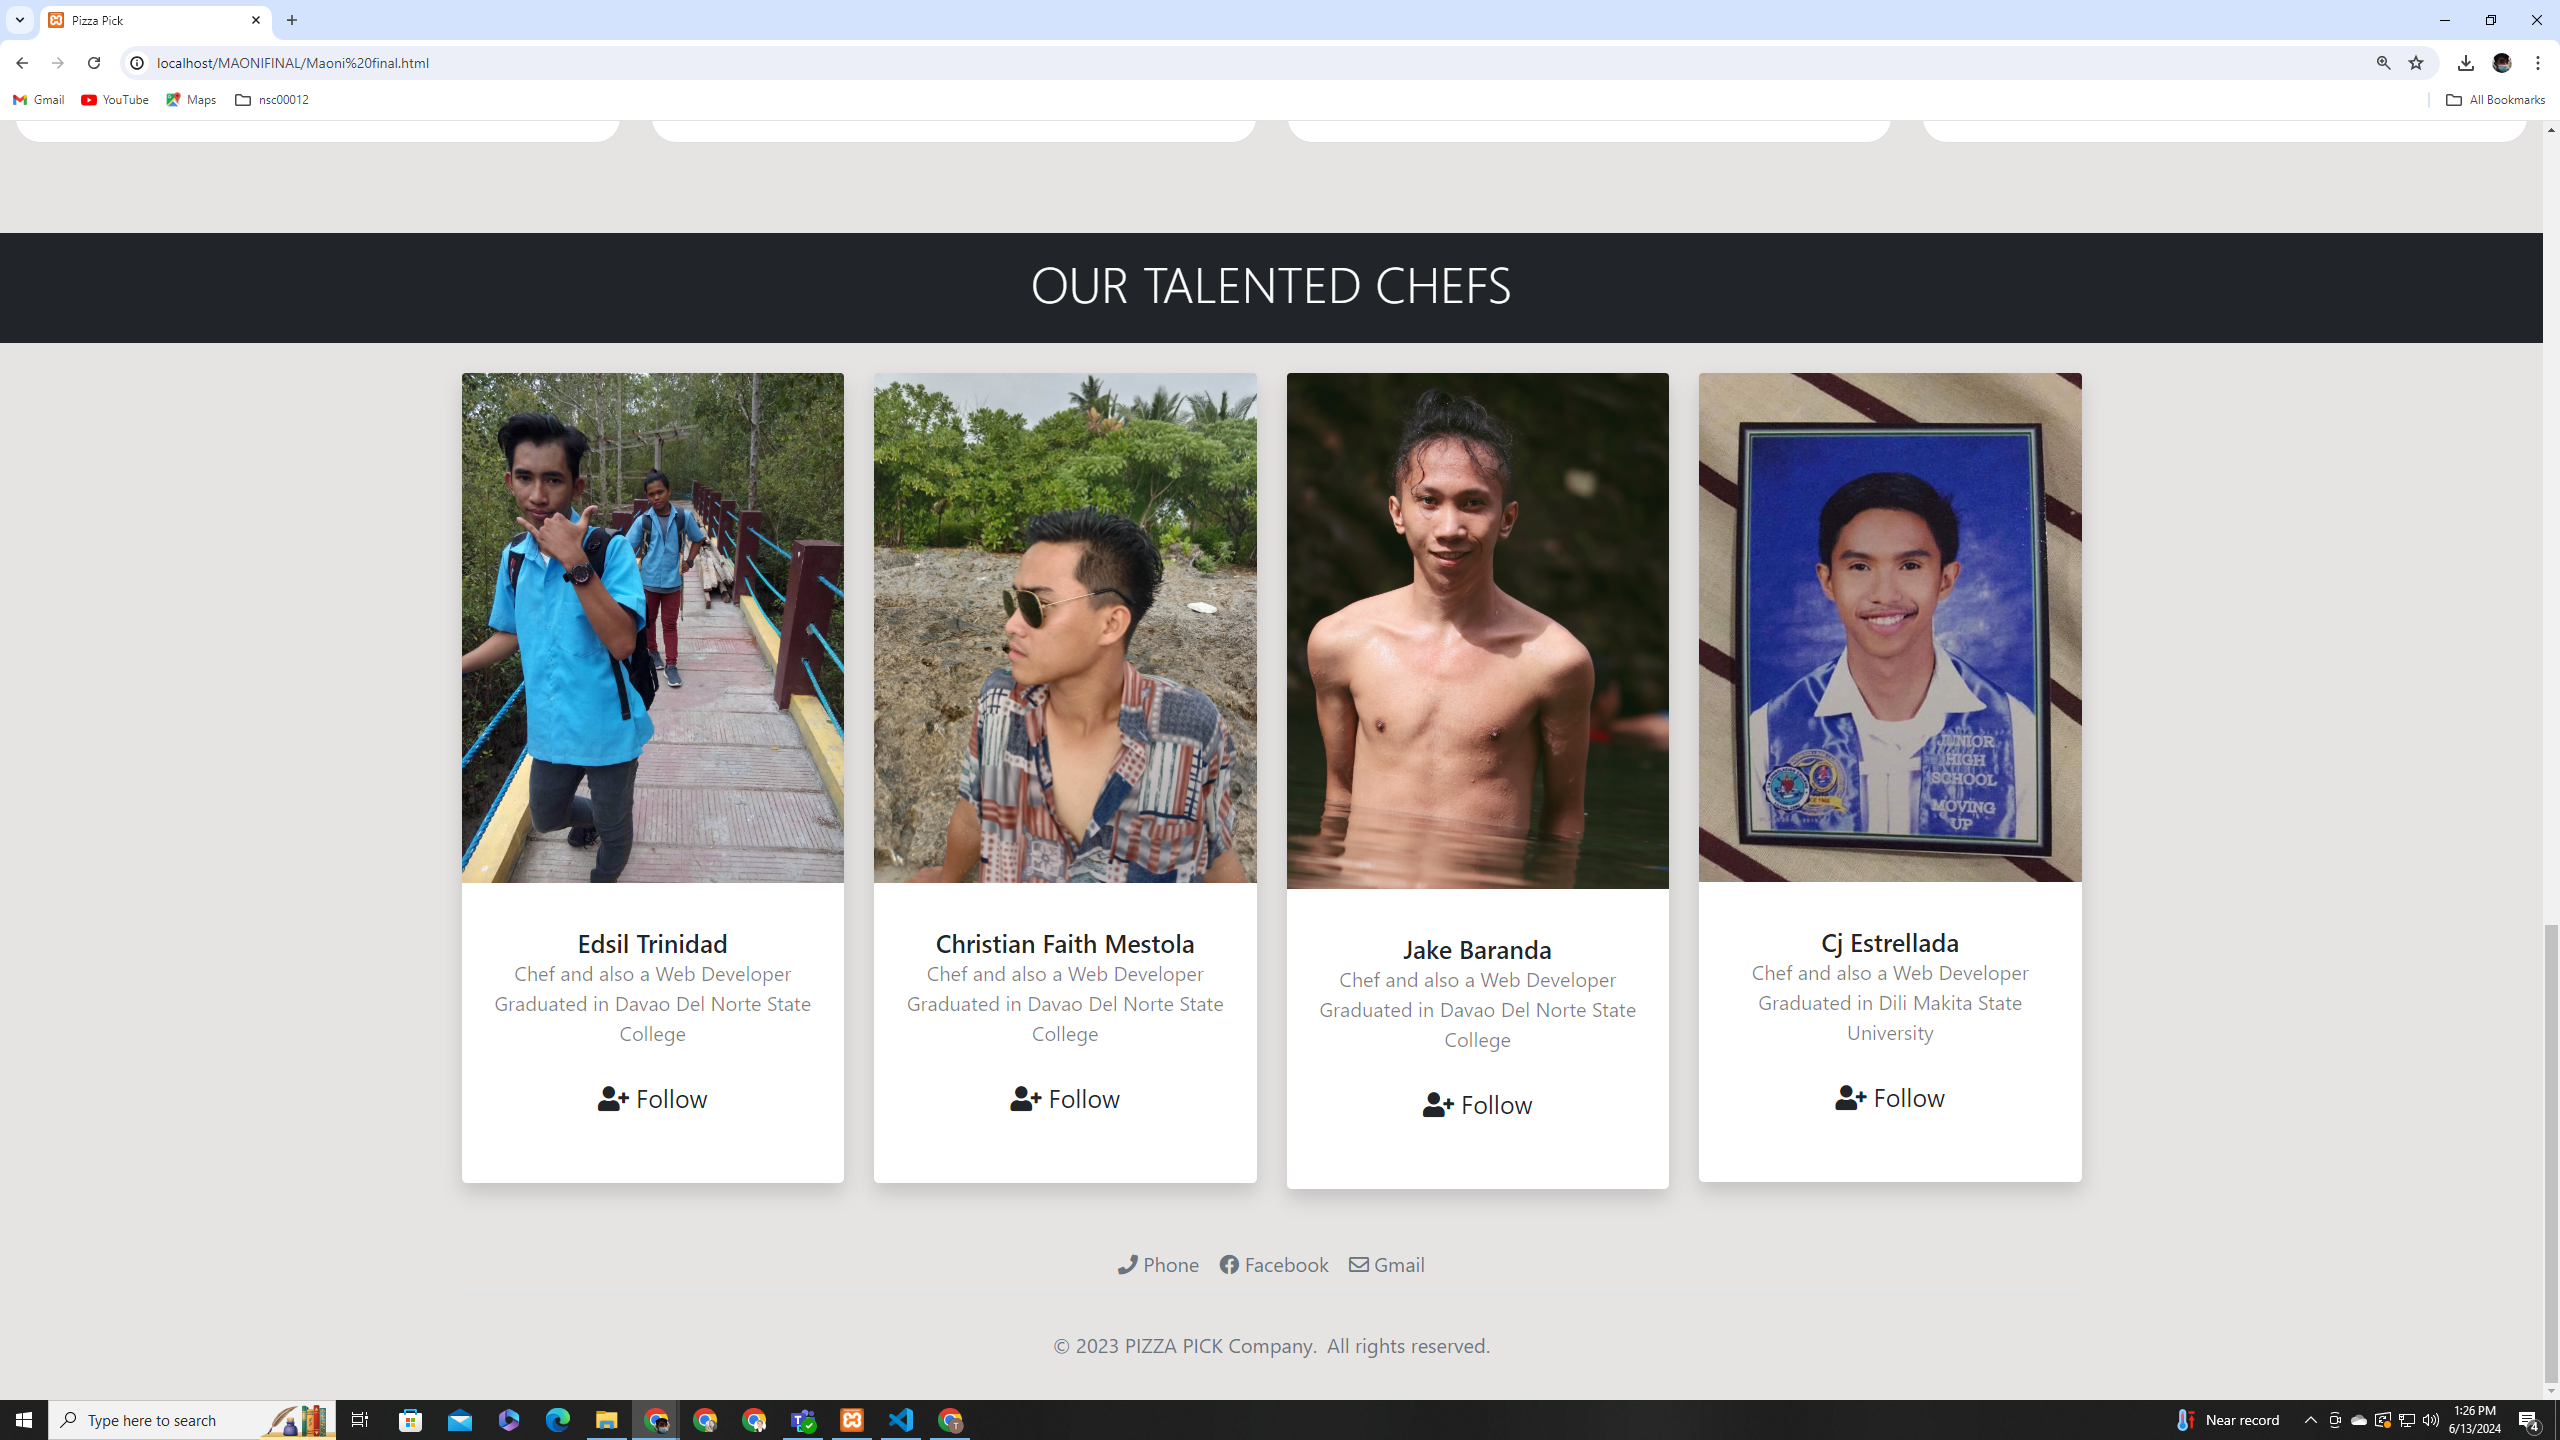 Pizza Pick
localhost/MAONIFINAL/Maoni%20final.html
Gmail YouTube Maps nsc00012 All Bookmarks
OUR TALENTED CHEFS
JUNIOR
HIGH
SCHOOL
MOVING
UP
Edsil Trinidad
Chef and also a Web Developer
Graduated in Davao Del Norte State
College
Follow
Christian Faith Mestola
Chef and also a Web Developer
Graduated in Davao Del Norte State
College
Follow
Jake Baranda
Chef and also a Web Developer
Graduated in Davao Del Norte State
College
Follow
Cj Estrellada
Chef and also a Web Developer
Graduated in Dili Makita State
University
Follow
Phone Facebook Gmail
© 2023 PIZZA PICK Company. All rights reserved.
Type here to search
Near record
1:26 PM
6/13/2024
4